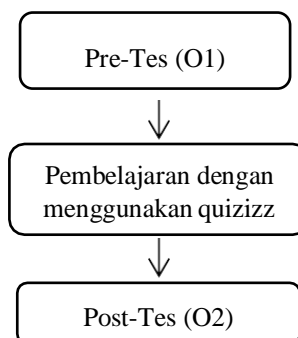 Pre-Tes (O1)
Pembelajaran dengan
menggunakan quizizz
Post-Tes (O2)